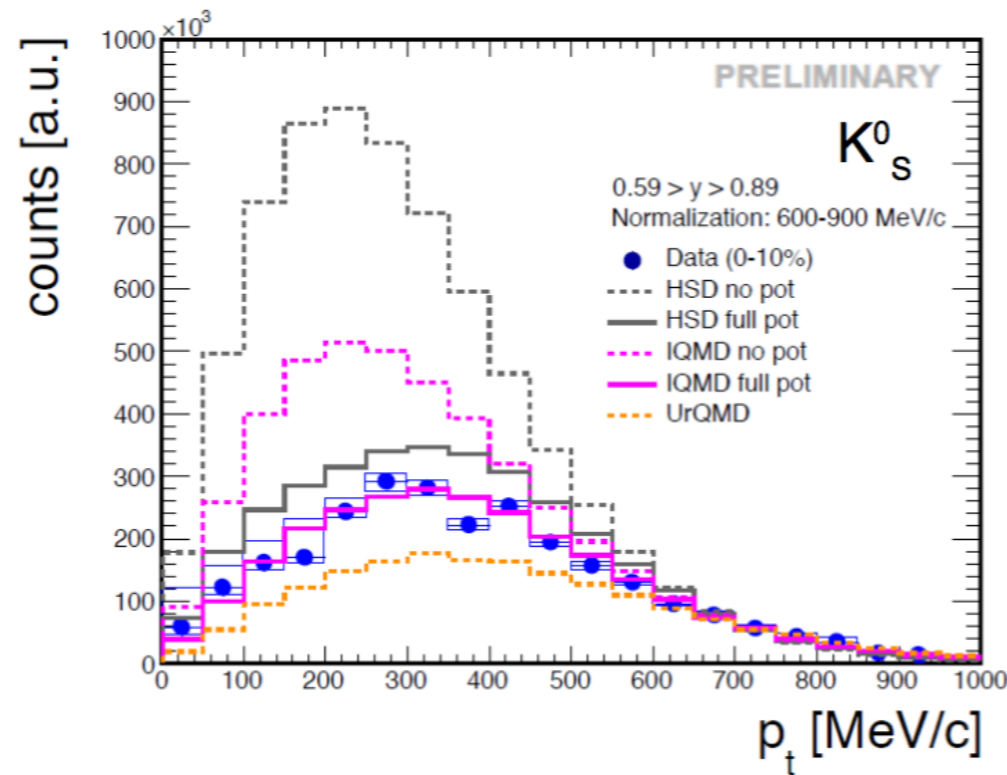 ×10³
counts [a.u.]
1000
900
800
700
600
500
400
300
200
100
0
PRELIMINARY
K⁰S
0.59 > y > 0.89
Normalization: 600-900 MeV/c
Data (0-10%)
HSD no pot
HSD full pot
IQMD no pot
IQMD full pot
UrQMD
0 100 200 300 400 500 600 700 800 900 1000
pt [MeV/c]